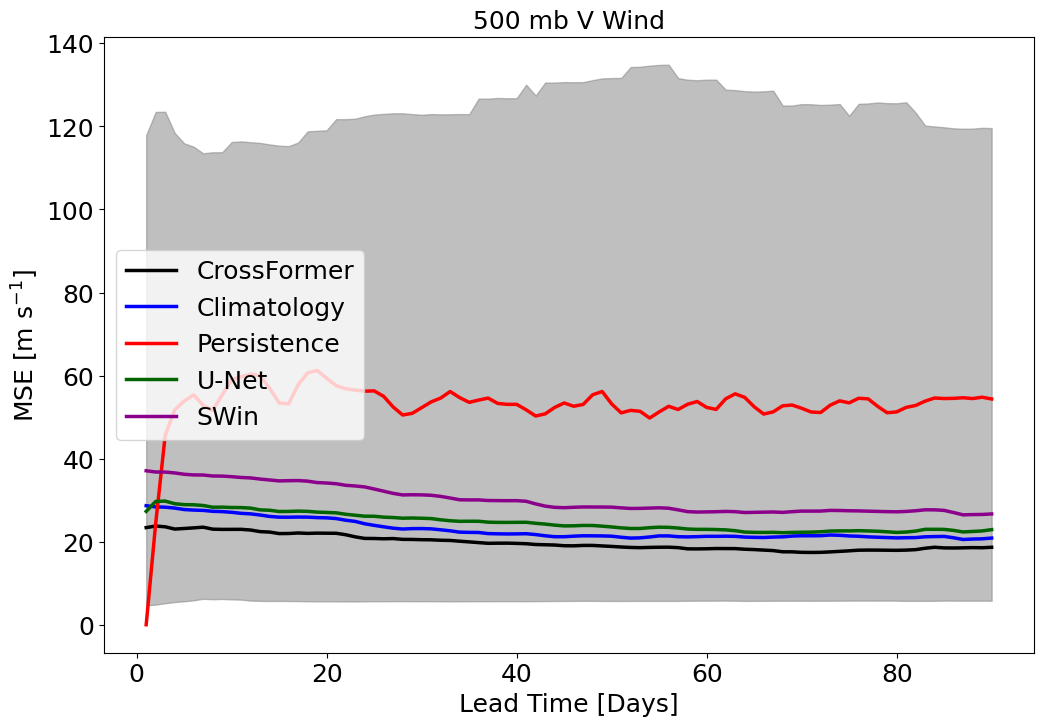 500 mb V Wind
MSE [m s⁻¹]
140
120
100
80
60
40
20
0
CrossFormer
Climatology
Persistence
U-Net
SWin
0 20 40 60 80
Lead Time [Days]